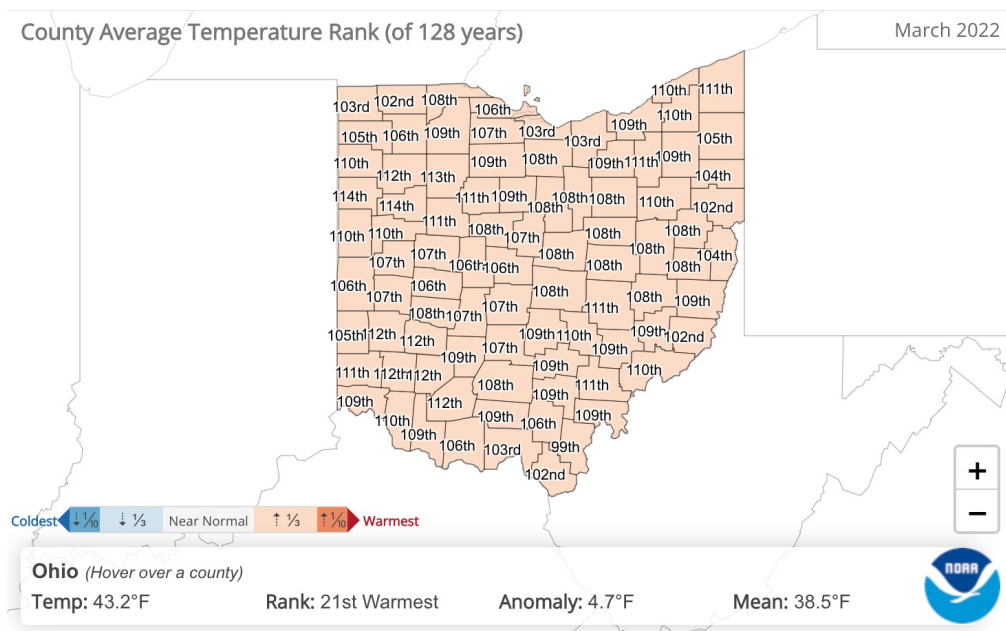 County Average Temperature Rank (of 128 years)
March 2022
110th 111th
103rd 102nd 108th 106th
109th 110th
105th 106th 109th 107th 103rd 103rd 105th
110th 109th 108th 109th 111th 109th
112th 113th 104th
114th 114th 111th 109th 108th 108th 108th 110th 102nd
111th 108th 107th 108th 108th
110th 110th 107th 108th 108th 104th
107th 106th 106th 108th 108th
106th 107th 106th 107th 108th 111th 108th 109th
108th 107th
105th 112th 112th 109th 107th 109th 110th 109th 109th 102nd
111th 112th 112th 108th 109th 111th 110th
109th 112th 109th 109th
110th 109th 109th 106th
106th 103rd 99th
102nd
Coldest ↓ 1/10 ↓ ⅓ Near Normal ↑ ⅓ ↑ 1/10 Warmest
+
−
Ohio (Hover over a county)
Temp: 43.2°F Rank: 21st Warmest Anomaly: 4.7°F Mean: 38.5°F
NOAA